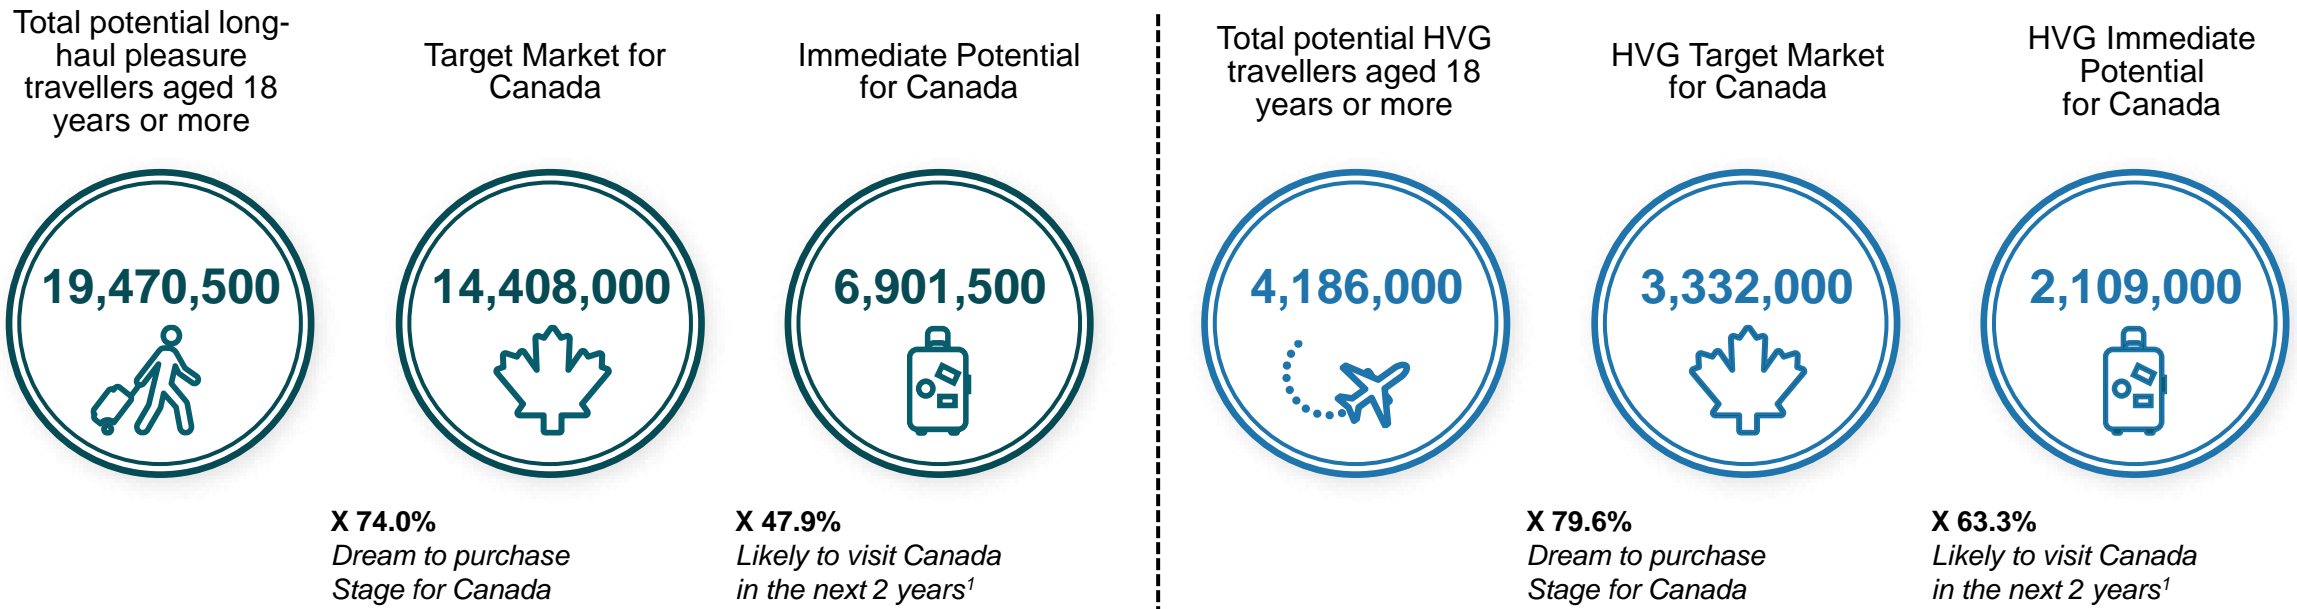 Total potential long-
haul pleasure
travellers aged 18
years or more
19,470,500
Target Market for
Canada
14,408,000
X 74.0%
Dream to purchase
Stage for Canada
Immediate Potential
for Canada
6,901,500
X 47.9%
Likely to visit Canada
in the next 2 years¹
Total potential HVG
travellers aged 18
years or more
4,186,000
HVG Target Market
for Canada
3,332,000
X 79.6%
Dream to purchase
Stage for Canada
HVG Immediate
Potential
for Canada
2,109,000
X 63.3%
Likely to visit Canada
in the next 2 years¹